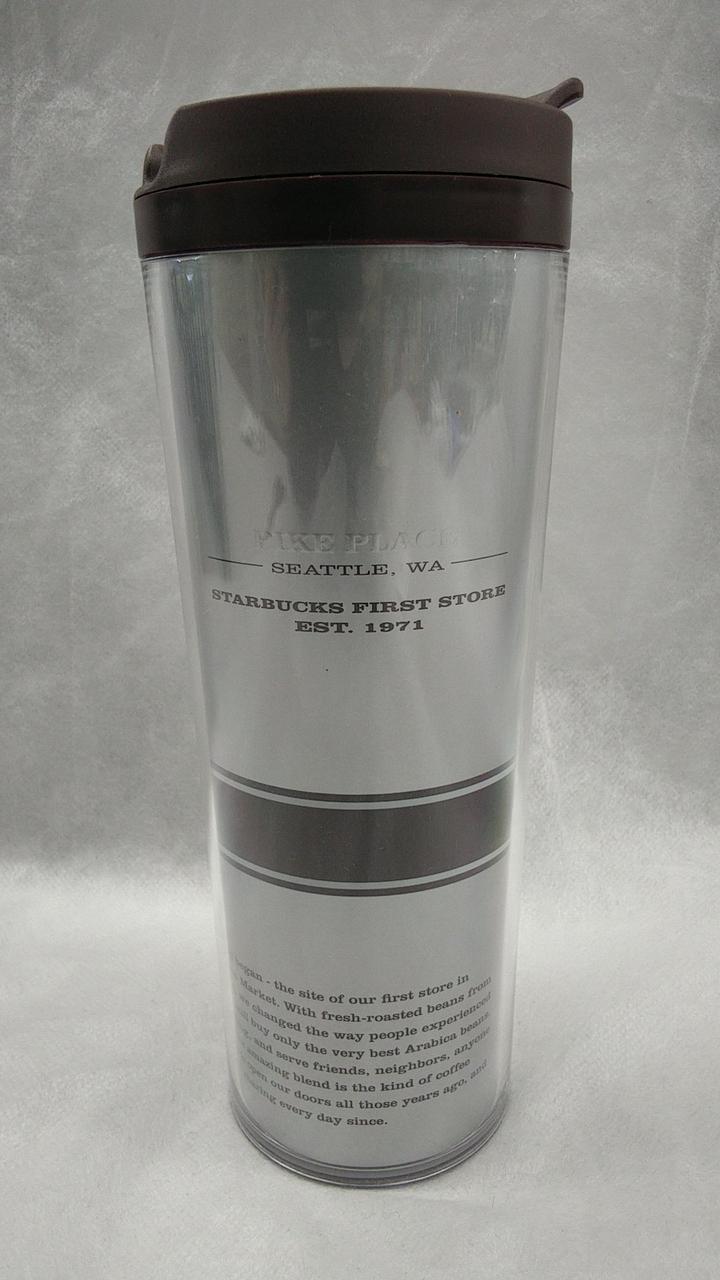 PIKE PLACE
SEATTLE, WA
STARBUCKS FIRST STORE
EST. 1971
began - the site of our first store in
Market. With fresh-roasted beans from
we changed the way people experienced
buy only the very best Arabica beans,
and serve friends, neighbors, anyone
amazing blend is the kind of coffee
open our doors all those years ago, and
every day since.